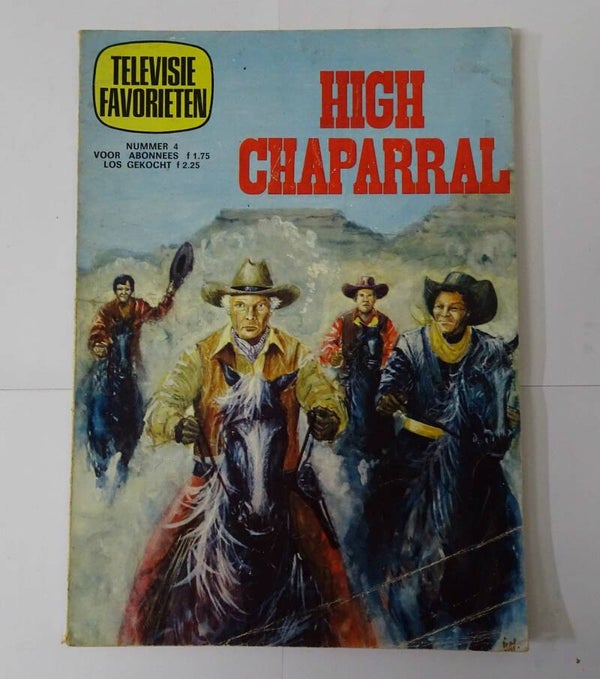 TELEVISIE
FAVORIETEN
NUMMER 4
VOOR ABONNEES f 1.75
LOS GEKOCHT f 2.25
HIGH
CHAPARRAL